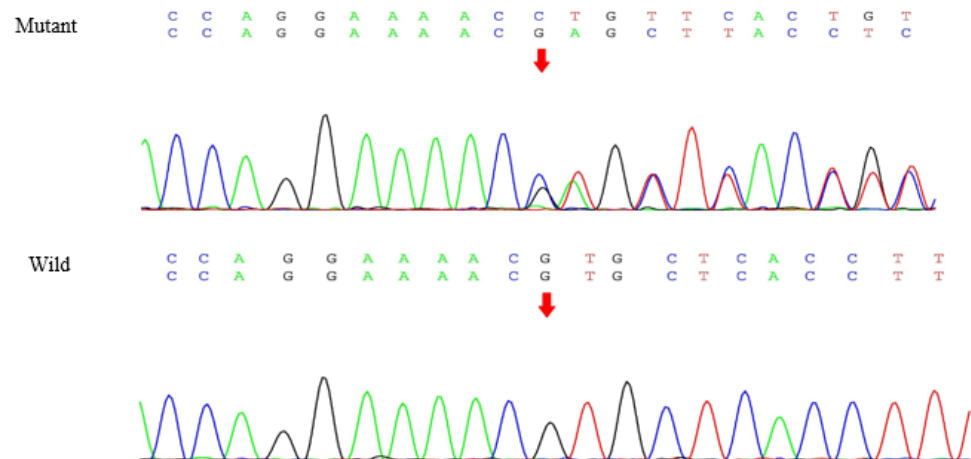 Mutant
C C A G G A A A A C C T G T T C A C T G T
C C A G G A A A A C G A G C T T A C C T C
Wild
C C A G G A A A A C G T G C T C A C C T T
C C A G G A A A A C G T G C T C A C C T T